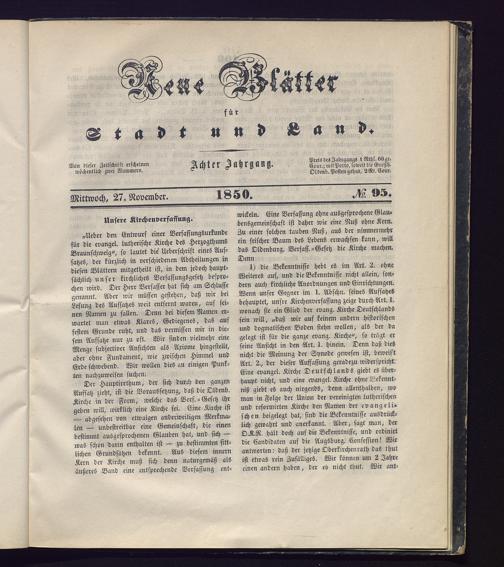 Neue Blätter
für
Stadt und Land.
Von dieser Zeitschrift erscheinen
wöchentlich zwei Nummern.
Achter Jahrgang.
Preis des Jahrgangs 1 Rthl. 60 gr.
Cour.; mit Porto, soweit die Großh.
Oldenb. Posten gehen, 2 Rt. Cour.
Mittwoch, 27. November.
1850.
№ 95.
Unsere Kirchenverfassung.
„Ueber den Entwurf einer Verfassungsurkunde
für die evangel. lutherische Kirche des Herzogthums
Braunschweig“, so lautet die Ueberschrift eines Auf-
satzes, der kürzlich in verschiedenen Abtheilungen in
diesen Blättern mitgetheilt ist, in dem jedoch haupt-
sächlich unser kirchliches Verfassungsgesetz bespro-
chen wird. Der Herr Verfasser hat sich am Schlusse
genannt. Aber wir müssen gestehen, daß wir bei
Lesung des Aufsatzes weit entfernt waren, auf sei-
nen Namen zu fallen. Denn bei diesem Namen er-
wartet man etwas Klares, Gediegenes, das auf
festem Grunde ruht, und das vermissen wir in die-
sem Aufsatze nur zu oft. Wir finden vielmehr eine
Menge subjectiver Ansichten als Axiome hingestellt,
aber ohne Fundament, wie zwischen Himmel und
Erde schwebend. Wir wollen dies an einigen Punk-
ten nachzuweisen suchen.
Der Hauptirrthum, der sich durch den ganzen
Aufsatz zieht, ist die Voraussetzung, daß die Oldenb.
Kirche in der Form, welche das Verf.-Gesetz ihr
geben will, wirklich eine Kirche sei. Eine Kirche ist
— abgesehen von etwaigen anderweitigen Merkma-
len — unbestreitbar eine Gemeinschaft, die einen
bestimmt ausgesprochenen Glauben hat, und sich —
was schon darin enthalten ist — zu bestimmten sitt-
lichen Grundsätzen bekennt. Aus diesem innern
Kern der Kirche muß sich denn naturgemäß als
äußeres Band eine entsprechende Verfassung ent-
wickeln. Eine Verfassung ohne ausgesprochene Glau-
bensgemeinschaft ist daher wie eine Nuß ohne Kern.
Zu einer solchen tauben Nuß, aus der nimmermehr
ein frischer Baum des Lebens erwachsen kann, will
das Oldenburg. Verfass.-Gesetz die Kirche machen.
Denn
1) die Bekenntnisse hebt es im Art. 2. ohne
Weiteres auf, und die Bekenntnisse nicht allein, son-
dern auch kirchliche Anordnungen und Einrichtungen.
Wenn unser Gegner im 1. Abschn. seines Aufsatzes
behauptet, unsre Kirchenverfassung zeige durch Art. 1.
wonach sie ein Glied der evang. Kirche Deutschlands
sein will, „daß wir auf keinem andern historischen
und dogmatischen Boden stehn wollen, als der da
gelegt ist für die ganze evang. Kirche“, so trägt er
seine Ansicht in den Art. 1. hinein. Denn daß dies
nicht die Meinung der Synode gewesen ist, beweist
Art. 2., der dieser Auffassung geradezu widerspricht.
Eine evangel. Kirche Deutschlands giebt es über-
haupt nicht, und eine evangel. Kirche ohne Bekennt-
niß giebt es auch nirgends, denn allenthalben, wo
man in Folge der Union der vereinigten lutherischen
und reformirten Kirche den Namen der evangeli-
schen beigelegt hat, sind die Bekenntnisse ausdrück-
lich gewahrt und anerkannt. Aber, sagt man, der
O.K.R. hält doch auf die Bekenntnisse, und ordinirt
die Candidaten auf die Augsburg. Confession! Wir
antworten: daß der jetzige Oberkirchenrath das thut
ist etwas rein Zufälliges. Wir können um 2 Jahre
einen andern haben, der es nicht thut. Wir ant-